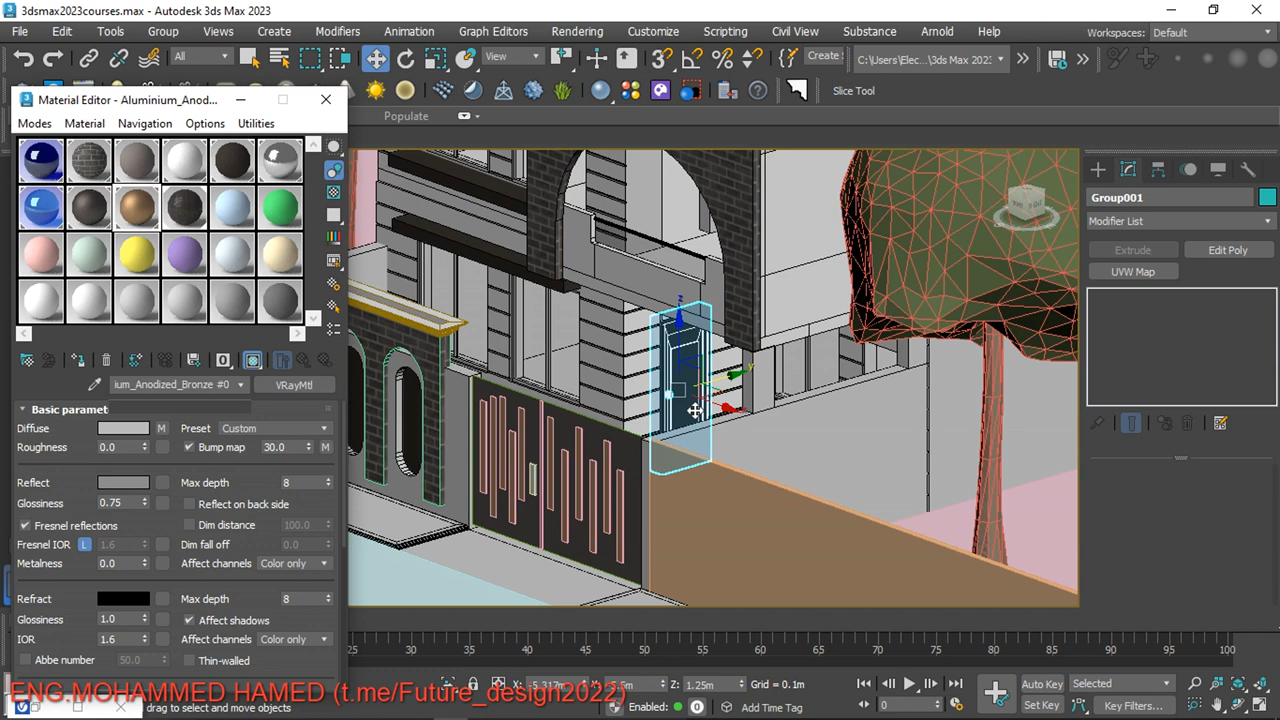 3dsmax2023courses.max - Autodesk 3ds Max 2023
File Edit Tools Group Views Create Modifiers Animation Graph Editors Rendering Customize Scripting Civil View Substance Arnold Help Workspaces: Default
All View Create C:\Users\Elec...\3ds Max 202:
Slice Tool
Populate
Material Editor - Aluminium_Anod...
Modes Material Navigation Options Utilities
ium_Anodized_Bronze #0 VRayMtl
Diffuse M Preset Custom
Roughness 0.0 Bump map 30.0 M
Reflect Max depth 8
Glossiness 0.75 Reflect on back side
Fresnel reflections Dim distance 100.0
Fresnel IOR L 1.6 Dim fall off 0.0
Metalness 0.0 Affect channels Color only
Refract Max depth 8
Glossiness 1.0 Affect shadows
IOR 1.6 Affect channels Color only
Abbe number 50.0 Thin-walled
z
y
Group001
Modifier List
Extrude Edit Poly
UVW Map
30 35 40 45 50 55 60 65 70 75 80 85 90 95 100
Z: 1.25m Grid = 0.1m
Auto Key Selected
Set Key Key Filters...
0
drag to select and move objects
Enabled: Add Time Tag
ENG.MOHAMMED HAMED (t.me/Future_design2022)